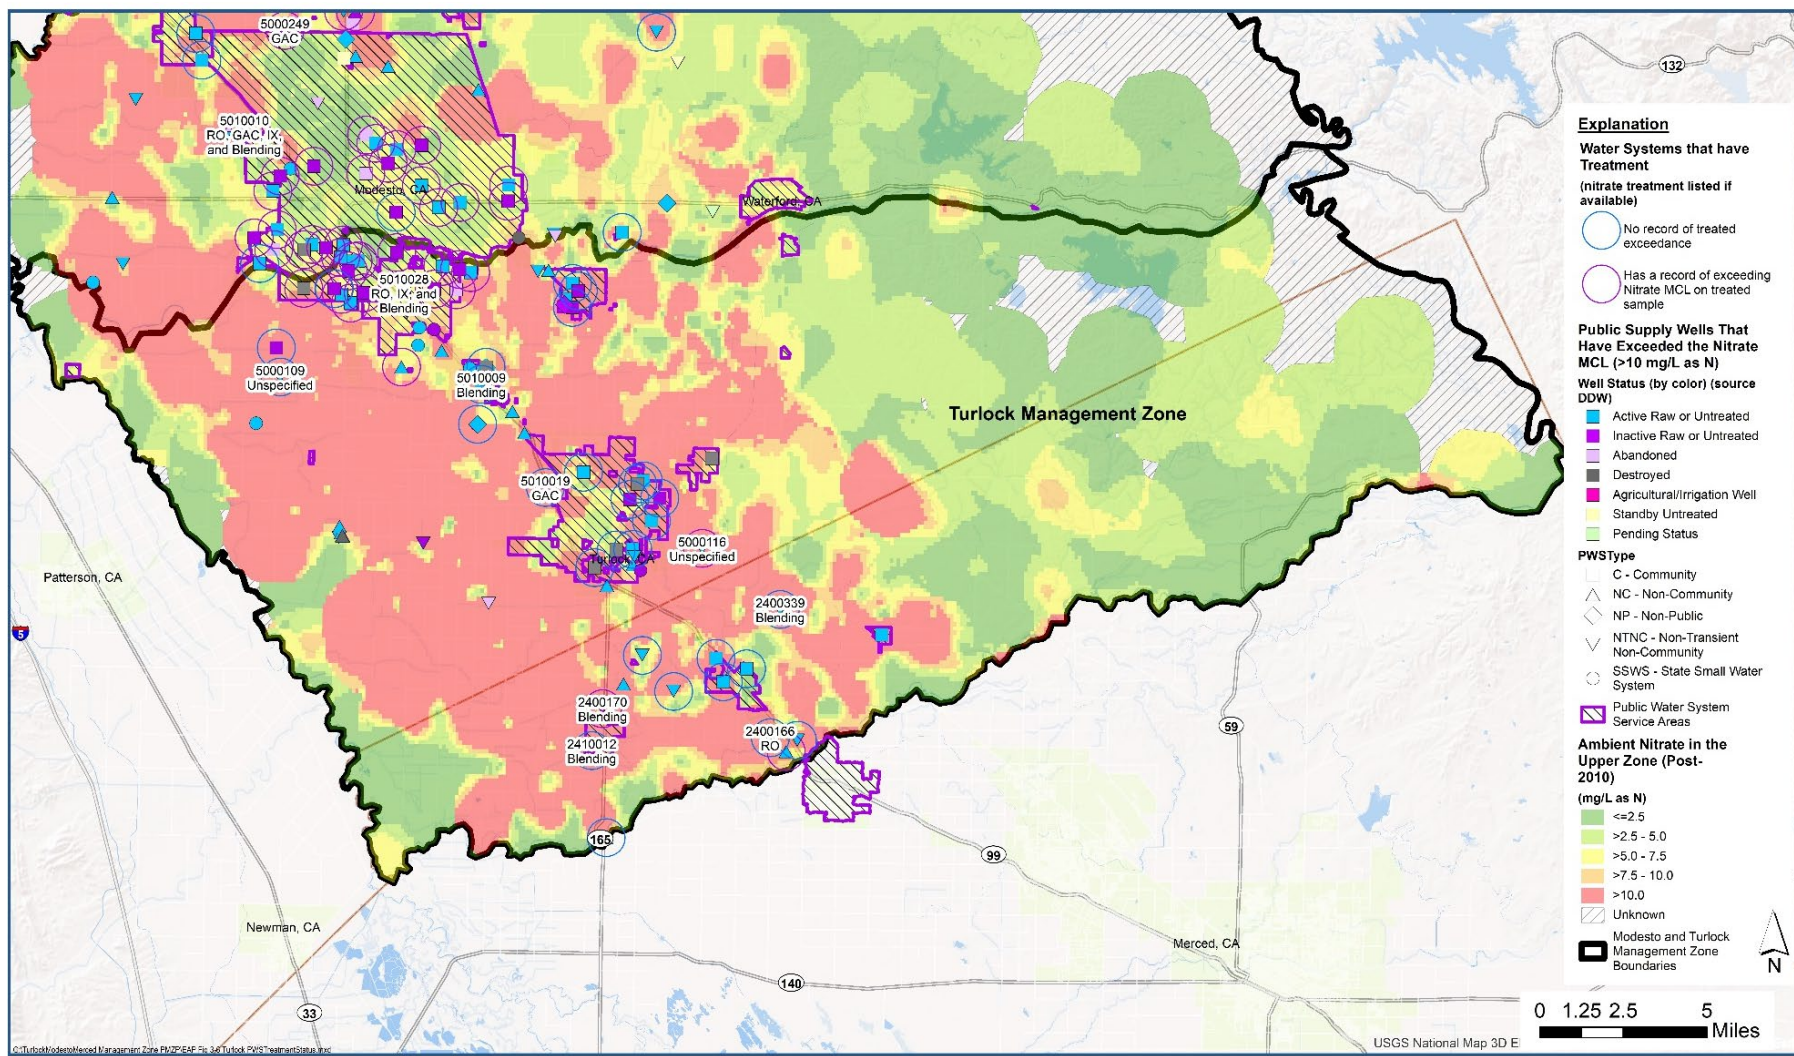 5000249
GAC
132
5010010
RO, GAC, IX,
and Blending
Modesto, CA
Waterford, CA
5010028
RO, IX, and
Blending
5000109
Unspecified
5010009
Blending
Turlock Management Zone
5010019
GAC
5000116
Unspecified
Turlock, CA
Patterson, CA
5
2400339
Blending
2400170
Blending
2410012
Blending
2400166
RO
59
165
99
Newman, CA
Merced, CA
140
33
Explanation
Water Systems that have
Treatment
(nitrate treatment listed if
available)
No record of treated
exceedance
Has a record of exceeding
Nitrate MCL on treated
sample
Public Supply Wells That
Have Exceeded the Nitrate
MCL (>10 mg/L as N)
Well Status (by color) (source
DDW)
Active Raw or Untreated
Inactive Raw or Untreated
Abandoned
Destroyed
Agricultural/Irrigation Well
Standby Untreated
Pending Status
PWSType
C - Community
NC - Non-Community
NP - Non-Public
NTNC - Non-Transient
Non-Community
SSWS - State Small Water
System
Public Water System
Service Areas
Ambient Nitrate in the
Upper Zone (Post-
2010)
(mg/L as N)
<=2.5
>2.5 - 5.0
>5.0 - 7.5
>7.5 - 10.0
>10.0
Unknown
Modesto and Turlock
Management Zone
Boundaries
N
0 1.25 2.5 5
Miles
USGS National Map 3D E